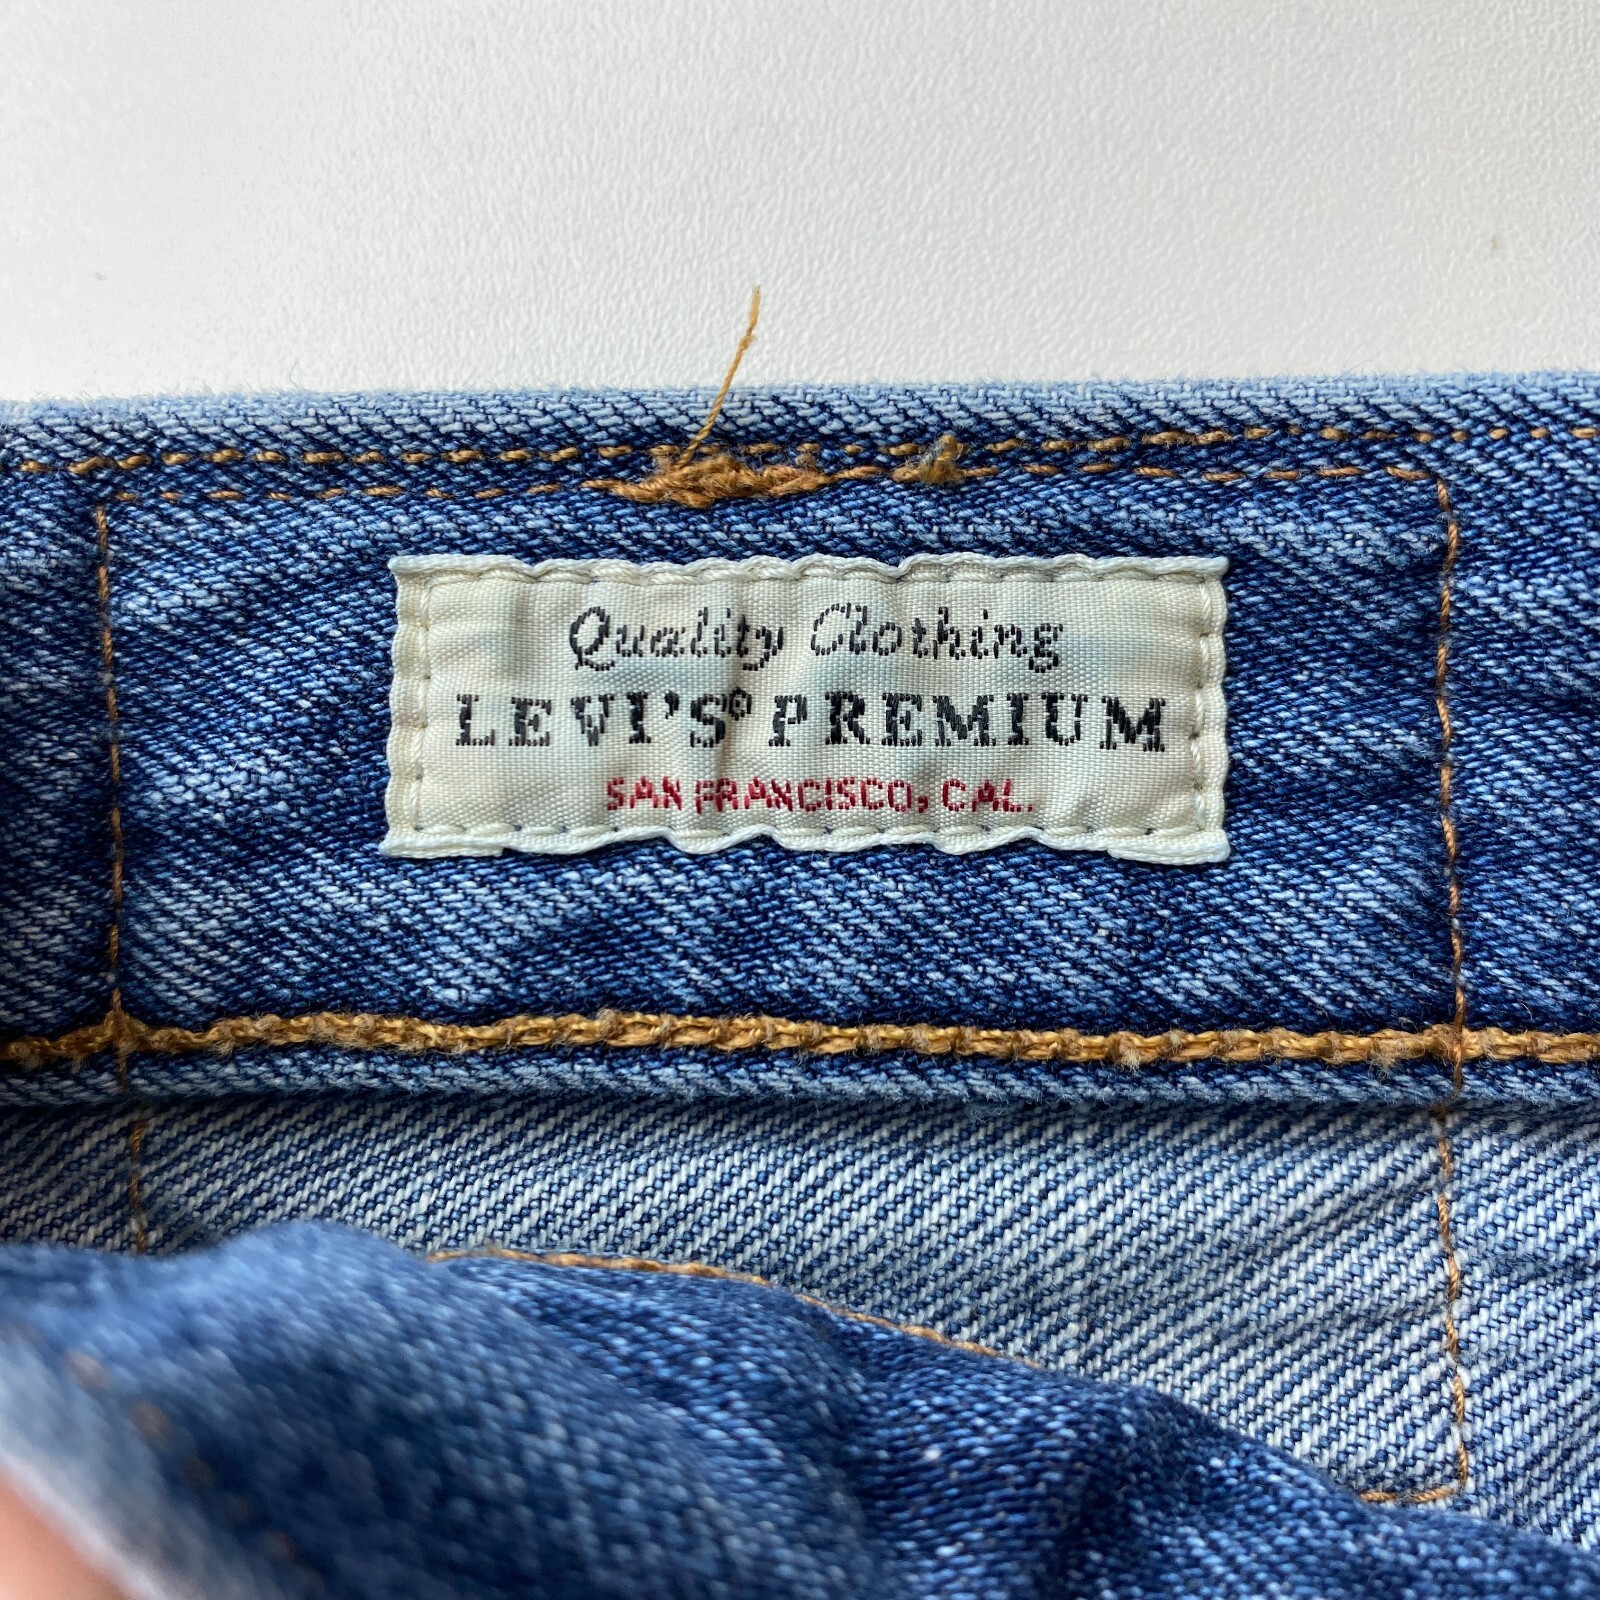 Quality Clothing
LEVI'S® PREMIUM
SAN FRANCISCO, CAL.